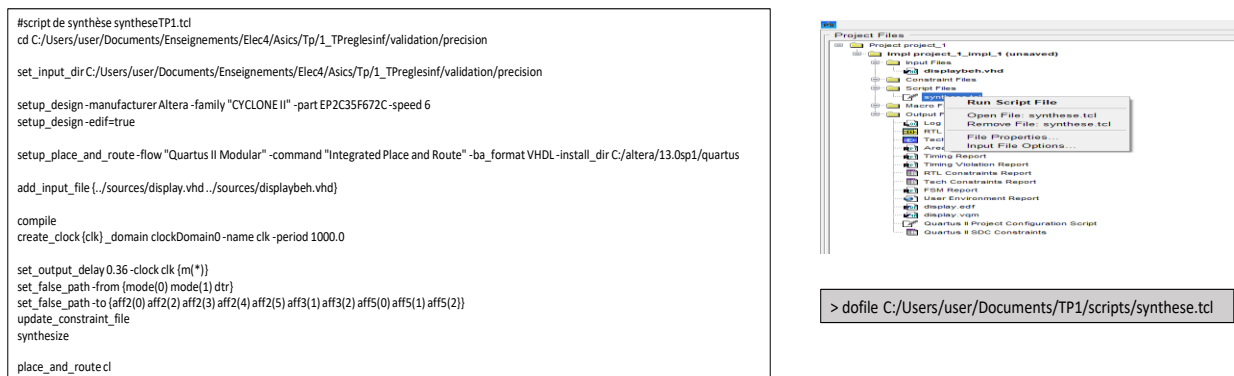 #script de synthèse syntheseTP1.tcl
cd C:/Users/user/Documents/Enseignements/Elec4/Asics/Tp/1_TPreglesinf/validation/precision
set_input_dir C:/Users/user/Documents/Enseignements/Elec4/Asics/Tp/1_TPreglesinf/validation/precision
setup_design -manufacturer Altera -family "CYCLONE II" -part EP2C35F672C -speed 6
setup_design -edif=true
setup_place_and_route -flow "Quartus II Modular" -command "Integrated Place and Route" -ba_format VHDL -install_dir C:/altera/13.0sp1/quartus
add_input_file {../sources/display.vhd ../sources/displaybeh.vhd}
compile
create_clock {clk} _domain clockDomain0 -name clk -period 1000.0
set_output_delay 0.36 -clock clk {m(*)}
set_false_path -from {mode(0) mode(1) dtr}
set_false_path -to {aff2(0) aff2(2) aff2(3) aff2(4) aff2(5) aff3(1) aff3(2) aff5(0) aff5(1) aff5(2}}
update_constraint_file
synthesize
place_and_route cl
Project Files
Project project_1
Impl project_1_impl_1 (unsaved)
Input Files
displaybeh.vhd
Constraint Files
Script Files
Run Script File
Open File: synthese.tcl
Remove File: synthese.tcl
File Properties...
Input File Options...
Macro F
Output F
Log
RTL
Tech
Area
Timing Report
Timing Violation Report
RTL Constraints Report
Tech Constraints Report
FSM Report
User Environment Report
display.edf
display.vqm
Quartus II Project Configuration Script
Quartus II SDC Constraints
> dofile C:/Users/user/Documents/TP1/scripts/synthese.tcl